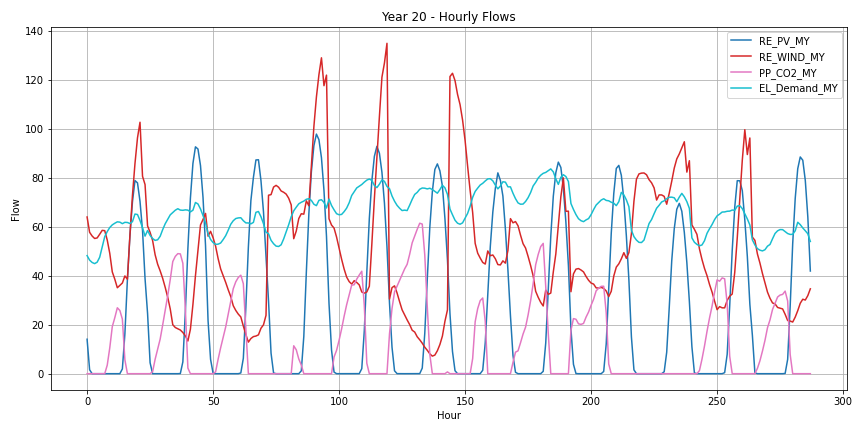 Year 20 - Hourly Flows
140
120
100
80
60
40
20
0
Flow
RE_PV_MY
RE_WIND_MY
PP_CO2_MY
EL_Demand_MY
0 50 100 150 200 250 300
Hour